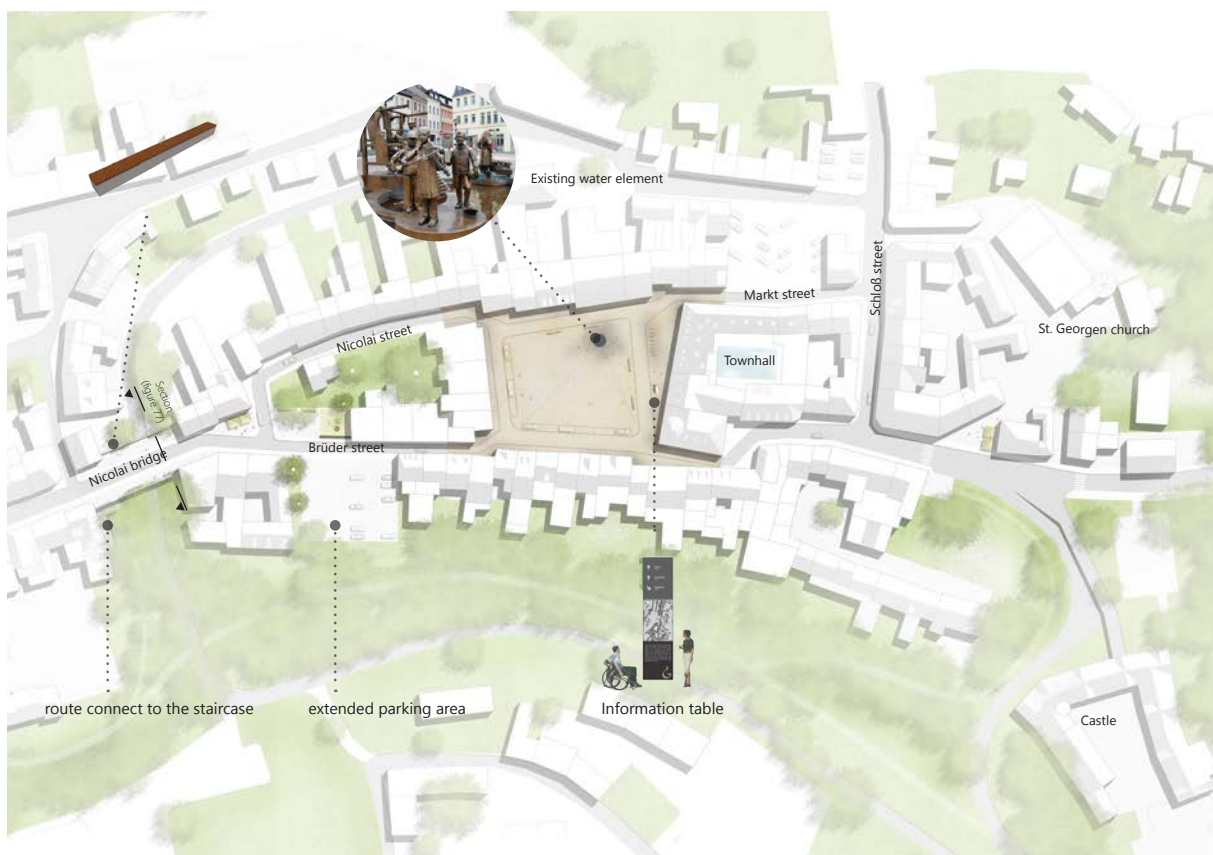 Existing water element
Schloß street
Markt street
St. Georgen church
Nicolai street
Townhall
Section
(figure 77)
Brüder street
Nicolai bridge
route connect to the staircase
extended parking area
Information table
Castle